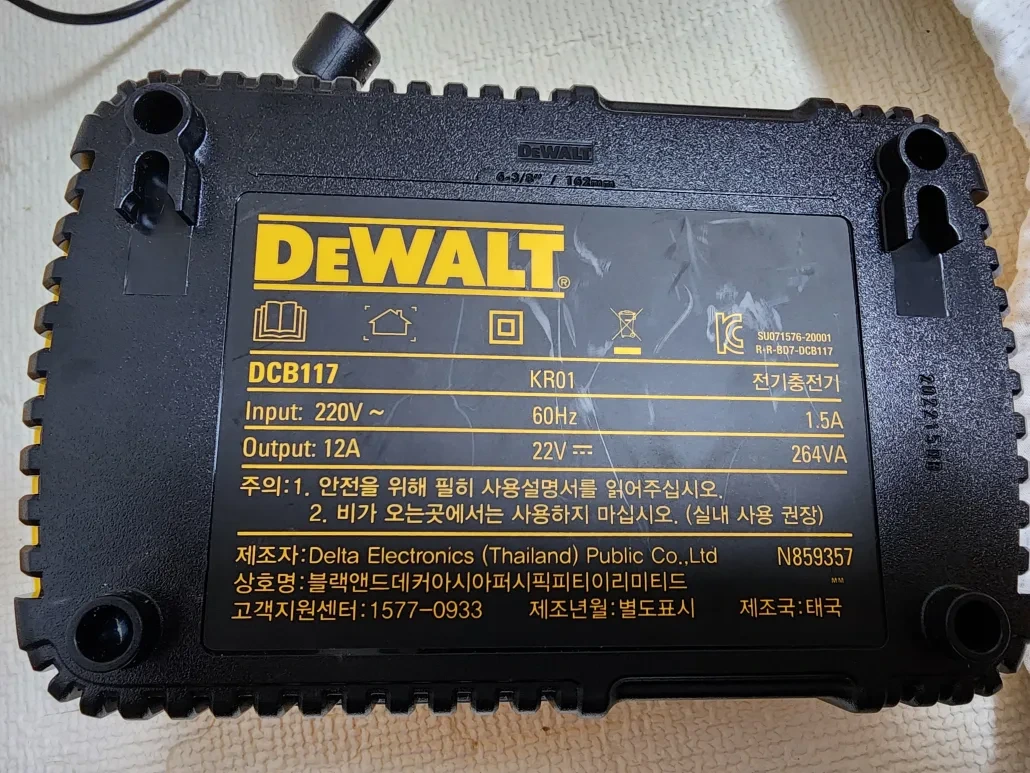 DEWALT
6-3/8" / 162mm
DEWALT®
SU071576-20001
R-R-BD7-DCB117
DCB117 KR01 전기충전기
Input: 220V ~ 60Hz 1.5A
Output: 12A 22V ⎓ 264VA
주의:1. 안전을 위해 필히 사용설명서를 읽어주십시오.
2. 비가 오는곳에서는 사용하지 마십시오. (실내 사용 권장)
제조자:Delta Electronics (Thailand) Public Co.,Ltd N859357
상호명:블랙앤드데커아시아퍼시픽피티이리미티드 MM
고객지원센터:1577-0933 제조년월:별도표시 제조국:태국